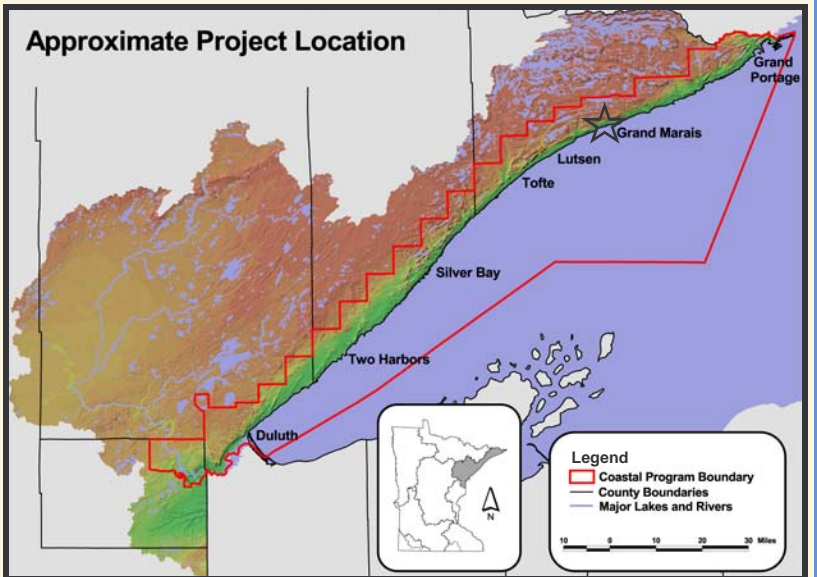 Approximate Project Location
Grand
Portage
Grand Marais
Lutsen
Tofte
Silver Bay
Two Harbors
Duluth
N
Legend
Coastal Program Boundary
County Boundaries
Major Lakes and Rivers
10 0 10 20 30 Miles